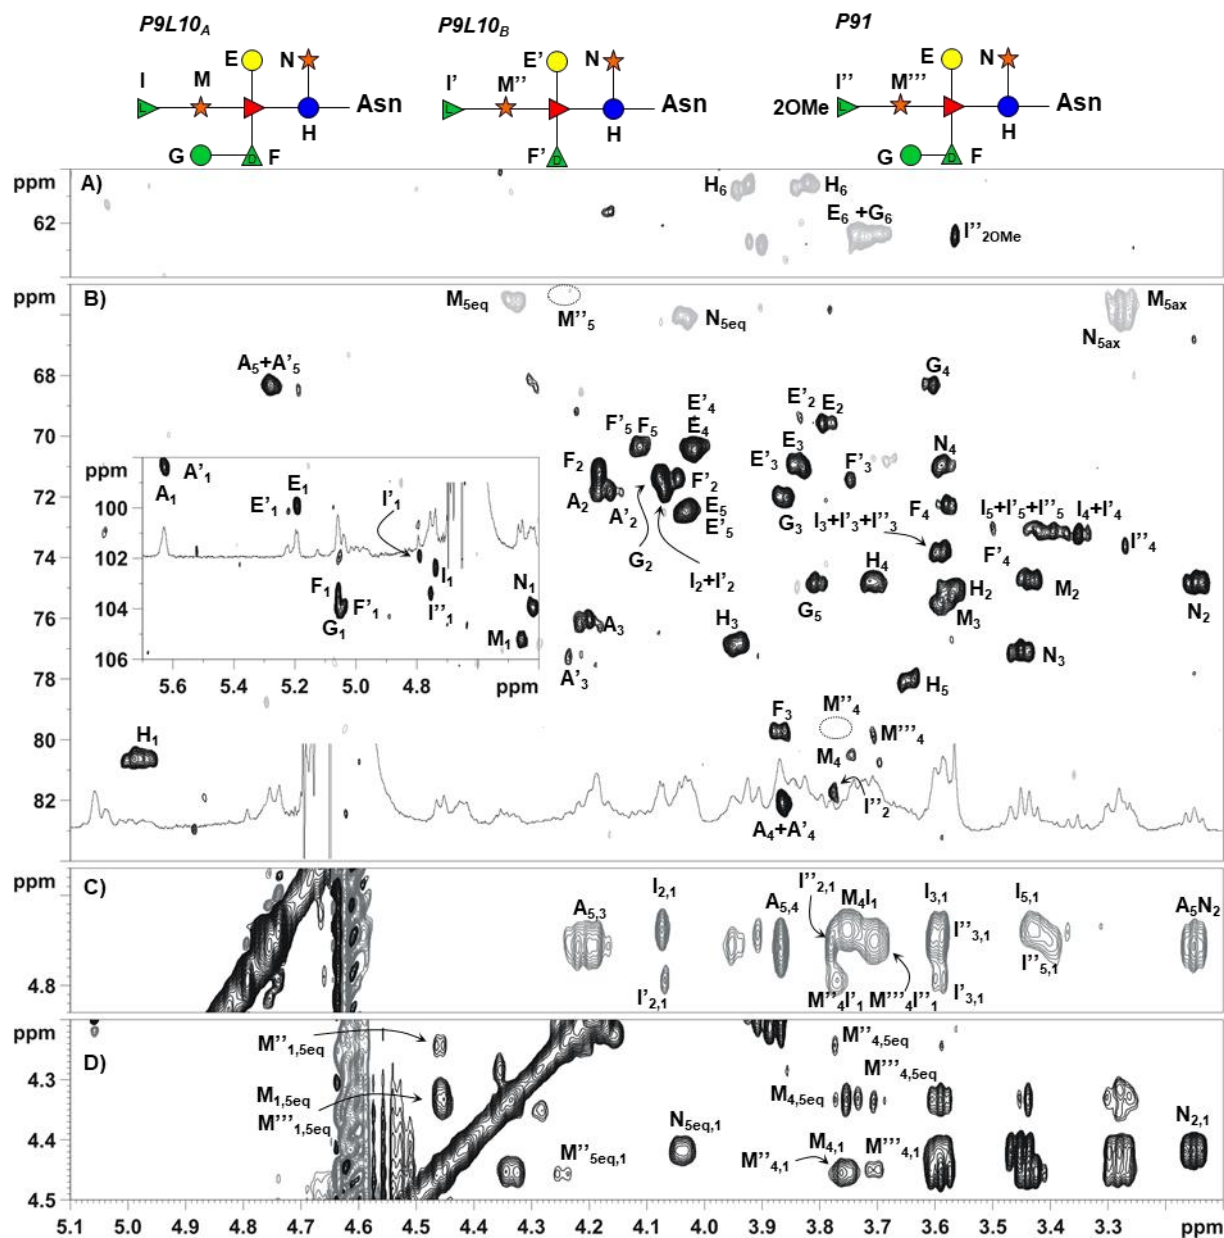 P9L10A P9L10B P91
E N E' N E N
I M I' M'' I'' M'''
L Asn L Asn 2OMe L Asn
H H H
G D F D F' G D F
ppm A) H6 H6
E6 +G6
62 I''2OMe
ppm B) M5eq M''5 N5eq M5ax
N5ax
A5+A'5
68 G4
E'2 E2
E'4
70 F'5 F5 E4 N4
ppm F2 E'3 E3 F'3
A'1 A1
100 E'1 E1 I'1
72 A2 A'2 F'2 E5 E'5 G3 F4 I5+I'5+I''5 I4+I'4
I3+I'3+I''3
G2 I2+I'2 F'4 I''4
102
74 H4
I1
F1 N1 G5 H2 M2
104 G1 F'1 I''1 M3 N2
76 A3 H3
M1 N3
106
5.6 5.4 5.2 5.0 4.8 ppm A'3
78 H5
M''4
F3 M'''4
80 H1 M4
82 I''2
A4+A'4
ppm C) I2,1 I''2,1 M4I1 I3,1 I5,1
A5,3 A5,4 I''3,1 A5N2
I''5,1
4.8 I'2,1 M''4I'1 M'''4I''1 I'3,1
ppm D) M''1,5eq M''4,5eq
4.3 M'''4,5eq
M1,5eq M4,5eq
M'''1,5eq N5eq,1 N2,1
4.4 M4,1 M'''4,1
M''5eq,1 M''4,1
4.5
5.1 5.0 4.9 4.8 4.7 4.6 4.5 4.4 4.3 4.2 4.1 4.0 3.9 3.8 3.7 3.6 3.5 3.4 3.3 ppm